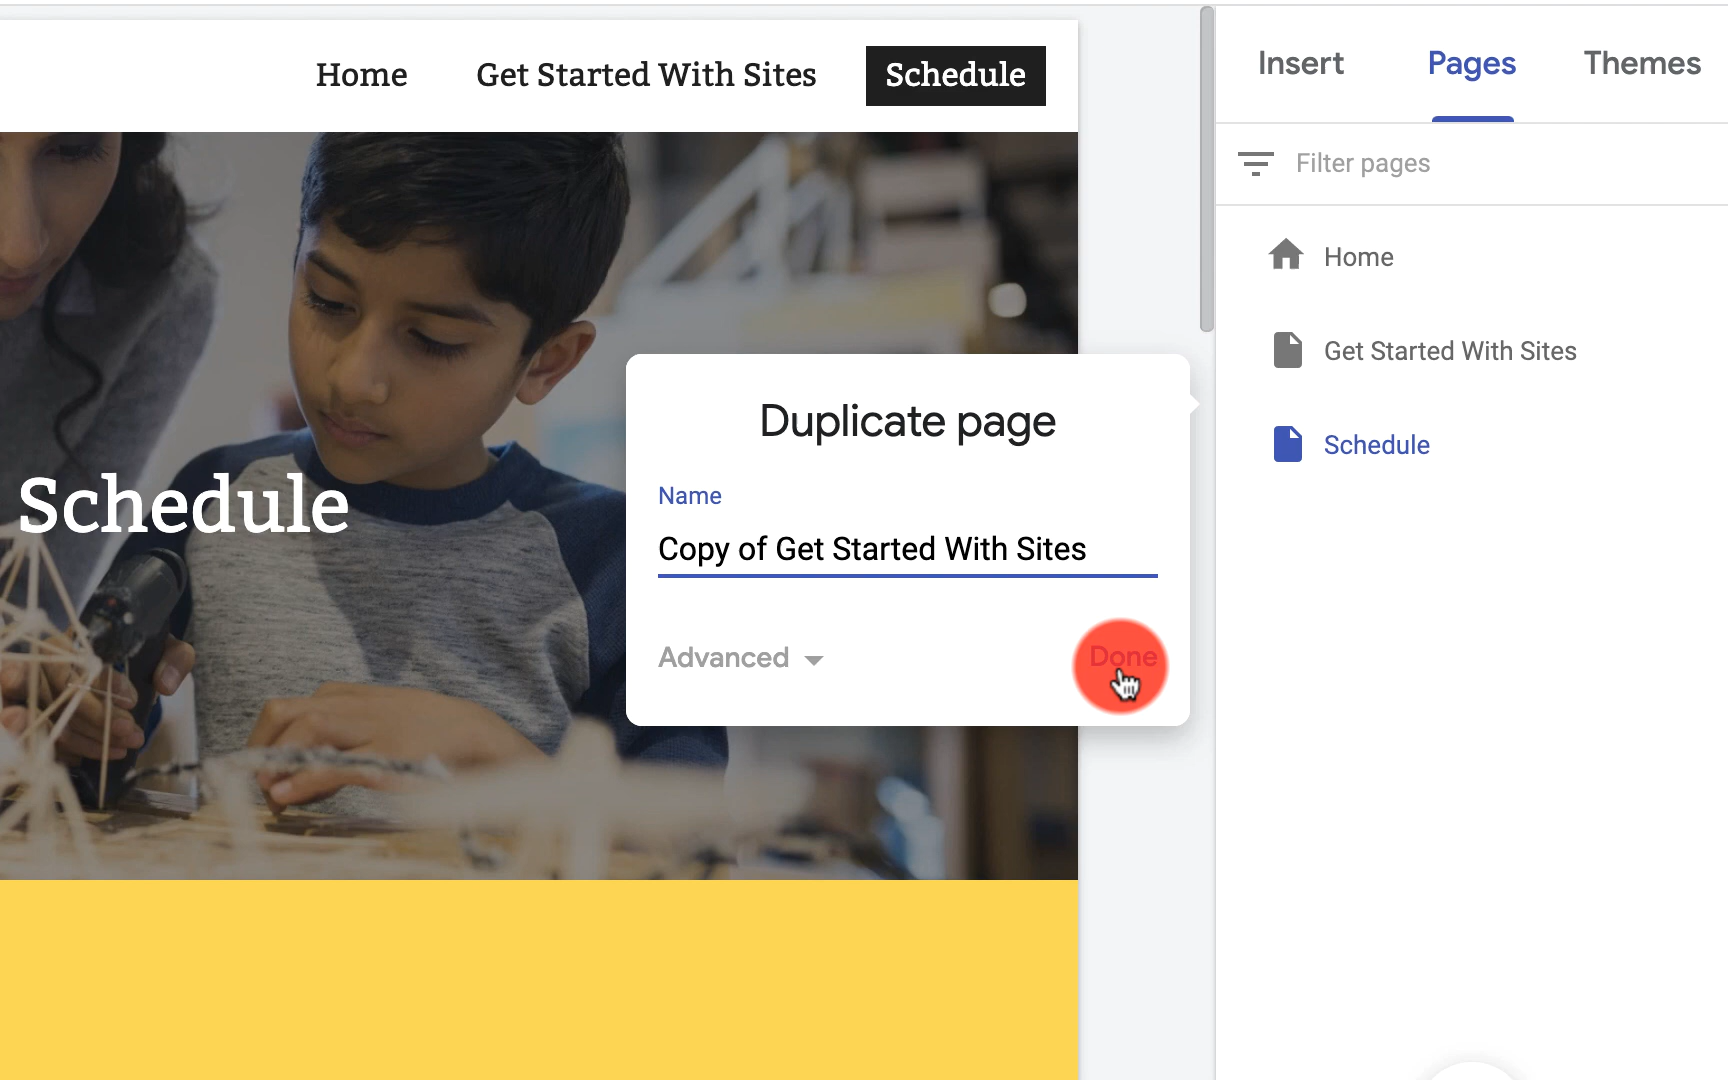 Home Get Started With Sites Schedule
Insert Pages Themes
Filter pages
Home
Get Started With Sites
Schedule
Schedule
Duplicate page
Name
Copy of Get Started With Sites
Advanced Done